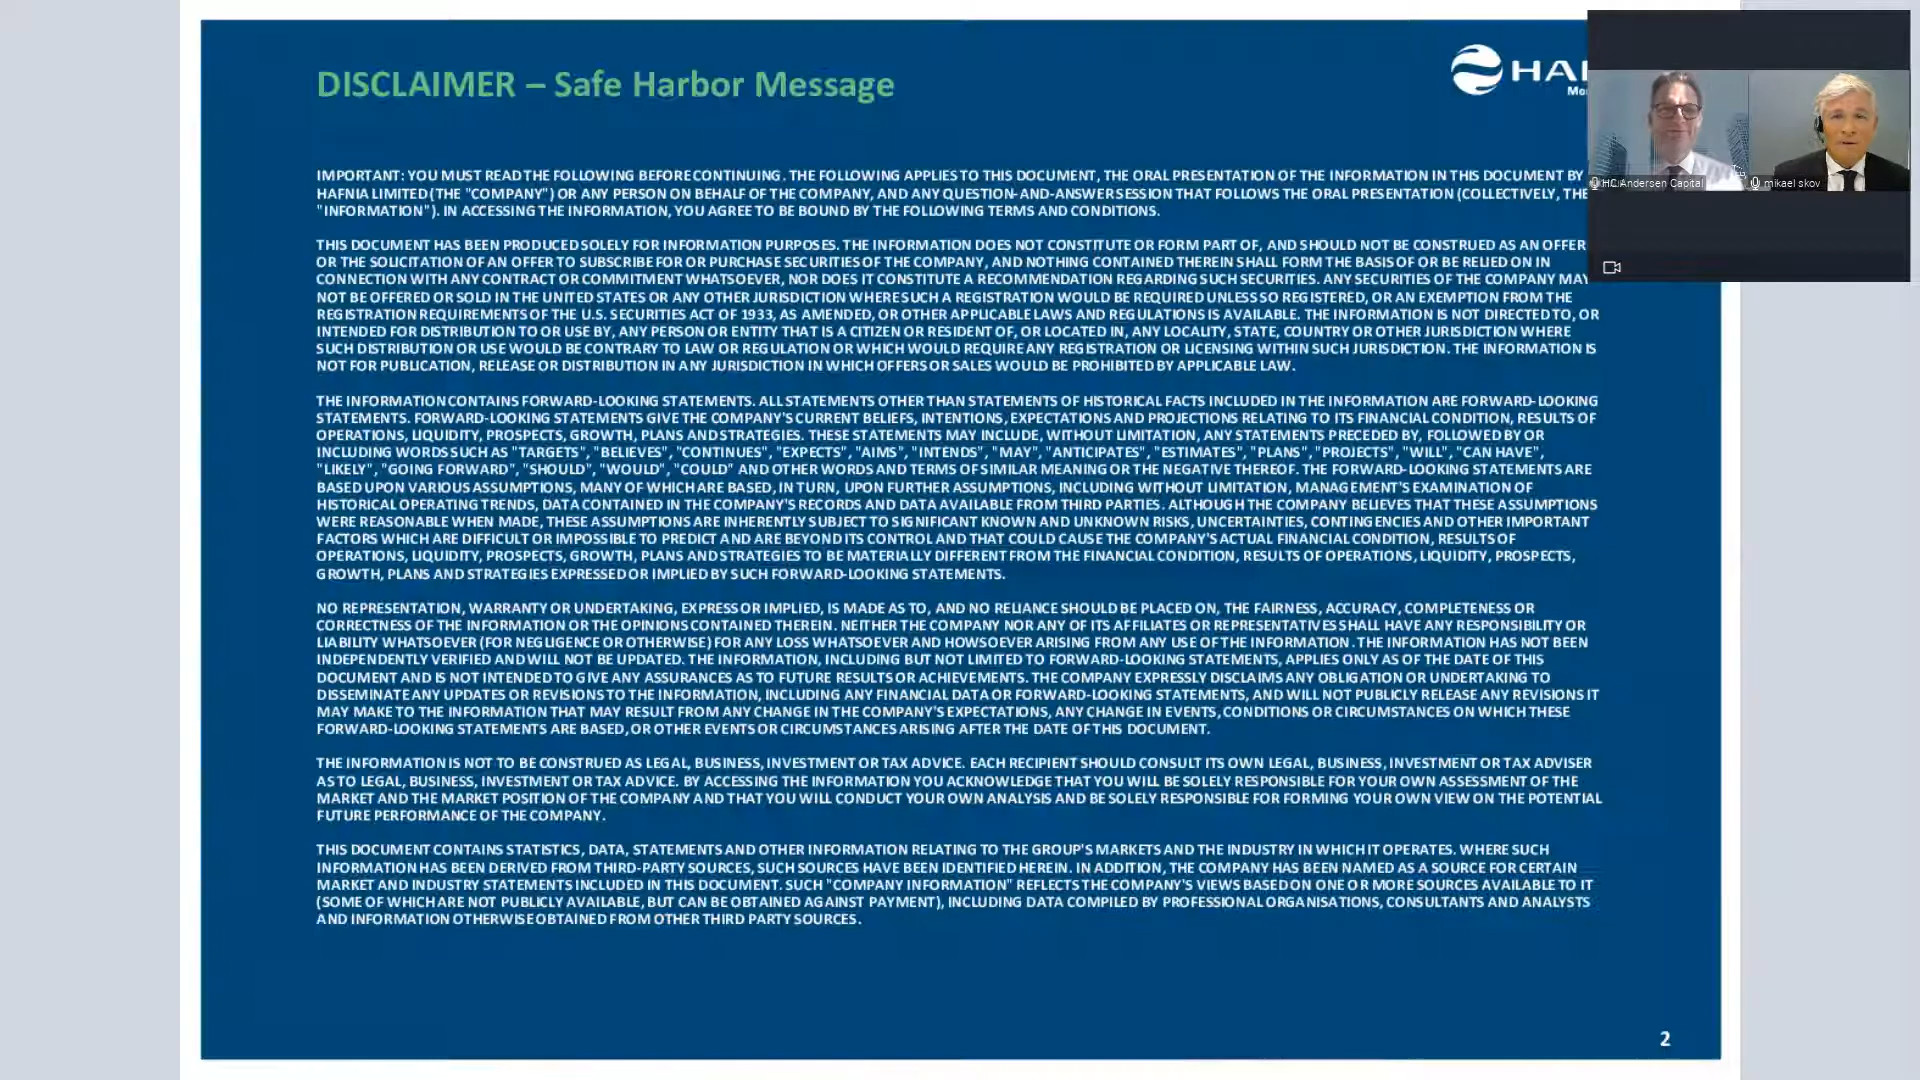 DISCLAIMER – Safe Harbor Message
HAF
IMPORTANT: YOU MUST READ THE FOLLOWING BEFORE CONTINUING. THE FOLLOWING APPLIES TO THIS DOCUMENT, THE ORAL PRESENTATION OF THE INFORMATION IN THIS DOCUMENT BY
HAFNIA LIMITED (THE "COMPANY") OR ANY PERSON ON BEHALF OF THE COMPANY, AND ANY QUESTION-AND-ANSWER SESSION THAT FOLLOWS THE ORAL PRESENTATION (COLLECTIVELY, THE
"INFORMATION"). IN ACCESSING THE INFORMATION, YOU AGREE TO BE BOUND BY THE FOLLOWING TERMS AND CONDITIONS.
THIS DOCUMENT HAS BEEN PRODUCED SOLELY FOR INFORMATION PURPOSES. THE INFORMATION DOES NOT CONSTITUTE OR FORM PART OF, AND SHOULD NOT BE CONSTRUED AS AN OFFER
OR THE SOLICITATION OF AN OFFER TO SUBSCRIBE FOR OR PURCHASE SECURITIES OF THE COMPANY, AND NOTHING CONTAINED THEREIN SHALL FORM THE BASIS OF OR BE RELIED ON IN
CONNECTION WITH ANY CONTRACT OR COMMITMENT WHATSOEVER, NOR DOES IT CONSTITUTE A RECOMMENDATION REGARDING SUCH SECURITIES. ANY SECURITIES OF THE COMPANY MAY
NOT BE OFFERED OR SOLD IN THE UNITED STATES OR ANY OTHER JURISDICTION WHERE SUCH A REGISTRATION WOULD BE REQUIRED UNLESS SO REGISTERED, OR AN EXEMPTION FROM THE
REGISTRATION REQUIREMENTS OF THE U.S. SECURITIES ACT OF 1933, AS AMENDED, OR OTHER APPLICABLE LAWS AND REGULATIONS IS AVAILABLE. THE INFORMATION IS NOT DIRECTED TO, OR
INTENDED FOR DISTRIBUTION TO OR USE BY, ANY PERSON OR ENTITY THAT IS A CITIZEN OR RESIDENT OF, OR LOCATED IN, ANY LOCALITY, STATE, COUNTRY OR OTHER JURISDICTION WHERE
SUCH DISTRIBUTION OR USE WOULD BE CONTRARY TO LAW OR REGULATION OR WHICH WOULD REQUIRE ANY REGISTRATION OR LICENSING WITHIN SUCH JURISDICTION. THE INFORMATION IS
NOT FOR PUBLICATION, RELEASE OR DISTRIBUTION IN ANY JURISDICTION IN WHICH OFFERS OR SALES WOULD BE PROHIBITED BY APPLICABLE LAW.
THE INFORMATION CONTAINS FORWARD-LOOKING STATEMENTS. ALL STATEMENTS OTHER THAN STATEMENTS OF HISTORICAL FACTS INCLUDED IN THE INFORMATION ARE FORWARD-LOOKING
STATEMENTS. FORWARD-LOOKING STATEMENTS GIVE THE COMPANY'S CURRENT BELIEFS, INTENTIONS, EXPECTATIONS AND PROJECTIONS RELATING TO ITS FINANCIAL CONDITION, RESULTS OF
OPERATIONS, LIQUIDITY, PROSPECTS, GROWTH, PLANS AND STRATEGIES. THESE STATEMENTS MAY INCLUDE, WITHOUT LIMITATION, ANY STATEMENTS PRECEDED BY, FOLLOWED BY OR
INCLUDING WORDS SUCH AS "TARGETS", "BELIEVES", "CONTINUES", "EXPECTS", "AIMS", "INTENDS", "MAY", "ANTICIPATES", "ESTIMATES", "PLANS", "PROJECTS", "WILL", "CAN HAVE",
"LIKELY", "GOING FORWARD", "SHOULD", "WOULD", "COULD" AND OTHER WORDS AND TERMS OF SIMILAR MEANING OR THE NEGATIVE THEREOF. THE FORWARD-LOOKING STATEMENTS ARE
BASED UPON VARIOUS ASSUMPTIONS, MANY OF WHICH ARE BASED, IN TURN, UPON FURTHER ASSUMPTIONS, INCLUDING WITHOUT LIMITATION, MANAGEMENT'S EXAMINATION OF
HISTORICAL OPERATING TRENDS, DATA CONTAINED IN THE COMPANY'S RECORDS AND DATA AVAILABLE FROM THIRD PARTIES. ALTHOUGH THE COMPANY BELIEVES THAT THESE ASSUMPTIONS
WERE REASONABLE WHEN MADE, THESE ASSUMPTIONS ARE INHERENTLY SUBJECT TO SIGNIFICANT KNOWN AND UNKNOWN RISKS, UNCERTAINTIES, CONTINGENCIES AND OTHER IMPORTANT
FACTORS WHICH ARE DIFFICULT OR IMPOSSIBLE TO PREDICT AND ARE BEYOND ITS CONTROL AND THAT COULD CAUSE THE COMPANY'S ACTUAL FINANCIAL CONDITION, RESULTS OF
OPERATIONS, LIQUIDITY, PROSPECTS, GROWTH, PLANS AND STRATEGIES TO BE MATERIALLY DIFFERENT FROM THE FINANCIAL CONDITION, RESULTS OF OPERATIONS, LIQUIDITY, PROSPECTS,
GROWTH, PLANS AND STRATEGIES EXPRESSED OR IMPLIED BY SUCH FORWARD-LOOKING STATEMENTS.
NO REPRESENTATION, WARRANTY OR UNDERTAKING, EXPRESS OR IMPLIED, IS MADE AS TO, AND NO RELIANCE SHOULD BE PLACED ON, THE FAIRNESS, ACCURACY, COMPLETENESS OR
CORRECTNESS OF THE INFORMATION OR THE OPINIONS CONTAINED THEREIN. NEITHER THE COMPANY NOR ANY OF ITS AFFILIATES OR REPRESENTATIVES SHALL HAVE ANY RESPONSIBILITY OR
LIABILITY WHATSOEVER (FOR NEGLIGENCE OR OTHERWISE) FOR ANY LOSS WHATSOEVER AND HOWSOEVER ARISING FROM ANY USE OF THE INFORMATION. THE INFORMATION HAS NOT BEEN
INDEPENDENTLY VERIFIED AND WILL NOT BE UPDATED. THE INFORMATION, INCLUDING BUT NOT LIMITED TO FORWARD-LOOKING STATEMENTS, APPLIES ONLY AS OF THE DATE OF THIS
DOCUMENT AND IS NOT INTENDED TO GIVE ANY ASSURANCES AS TO FUTURE RESULTS OR ACHIEVEMENTS. THE COMPANY EXPRESSLY DISCLAIMS ANY OBLIGATION OR UNDERTAKING TO
DISSEMINATE ANY UPDATES OR REVISIONS TO THE INFORMATION, INCLUDING ANY FINANCIAL DATA OR FORWARD-LOOKING STATEMENTS, AND WILL NOT PUBLICLY RELEASE ANY REVISIONS IT
MAY MAKE TO THE INFORMATION THAT MAY RESULT FROM ANY CHANGE IN THE COMPANY'S EXPECTATIONS, ANY CHANGE IN EVENTS, CONDITIONS OR CIRCUMSTANCES ON WHICH THESE
FORWARD-LOOKING STATEMENTS ARE BASED, OR OTHER EVENTS OR CIRCUMSTANCES ARISING AFTER THE DATE OF THIS DOCUMENT.
THE INFORMATION IS NOT TO BE CONSTRUED AS LEGAL, BUSINESS, INVESTMENT OR TAX ADVICE. EACH RECIPIENT SHOULD CONSULT ITS OWN LEGAL, BUSINESS, INVESTMENT OR TAX ADVISER
AS TO LEGAL, BUSINESS, INVESTMENT OR TAX ADVICE. BY ACCESSING THE INFORMATION YOU ACKNOWLEDGE THAT YOU WILL BE SOLELY RESPONSIBLE FOR YOUR OWN ASSESSMENT OF THE
MARKET AND THE MARKET POSITION OF THE COMPANY AND THAT YOU WILL CONDUCT YOUR OWN ANALYSIS AND BE SOLELY RESPONSIBLE FOR FORMING YOUR OWN VIEW ON THE POTENTIAL
FUTURE PERFORMANCE OF THE COMPANY.
THIS DOCUMENT CONTAINS STATISTICS, DATA, STATEMENTS AND OTHER INFORMATION RELATING TO THE GROUP'S MARKETS AND THE INDUSTRY IN WHICH IT OPERATES. WHERE SUCH
INFORMATION HAS BEEN DERIVED FROM THIRD-PARTY SOURCES, SUCH SOURCES HAVE BEEN IDENTIFIED HEREIN. IN ADDITION, THE COMPANY HAS BEEN NAMED AS A SOURCE FOR CERTAIN
MARKET AND INDUSTRY STATEMENTS INCLUDED IN THIS DOCUMENT. SUCH "COMPANY INFORMATION" REFLECTS THE COMPANY'S VIEWS BASED ON ONE OR MORE SOURCES AVAILABLE TO IT
(SOME OF WHICH ARE NOT PUBLICLY AVAILABLE, BUT CAN BE OBTAINED AGAINST PAYMENT), INCLUDING DATA COMPILED BY PROFESSIONAL ORGANISATIONS, CONSULTANTS AND ANALYSTS
AND INFORMATION OTHERWISE OBTAINED FROM OTHER THIRD PARTY SOURCES.
2
HC Andersen Capital
mikael skov